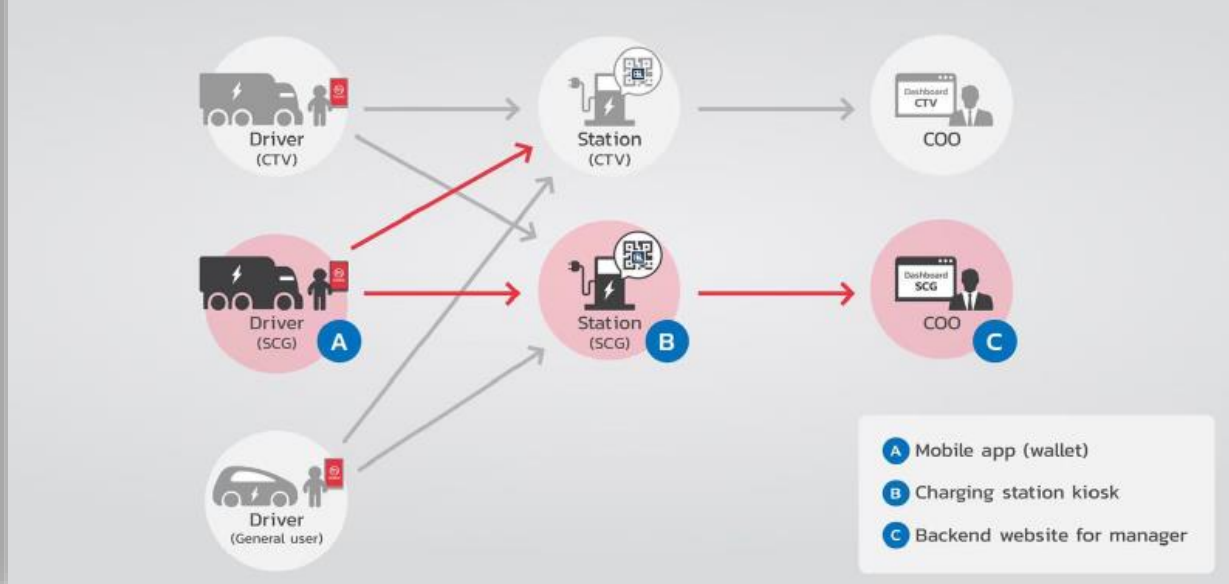 Driver
(CTV)
Station
(CTV)
Dashboard
CTV
COO
Driver
(SCG)
A
Station
(SCG)
B
Dashboard
SCG
COO
C
Driver
(General user)
A Mobile app (wallet)
B Charging station kiosk
C Backend website for manager